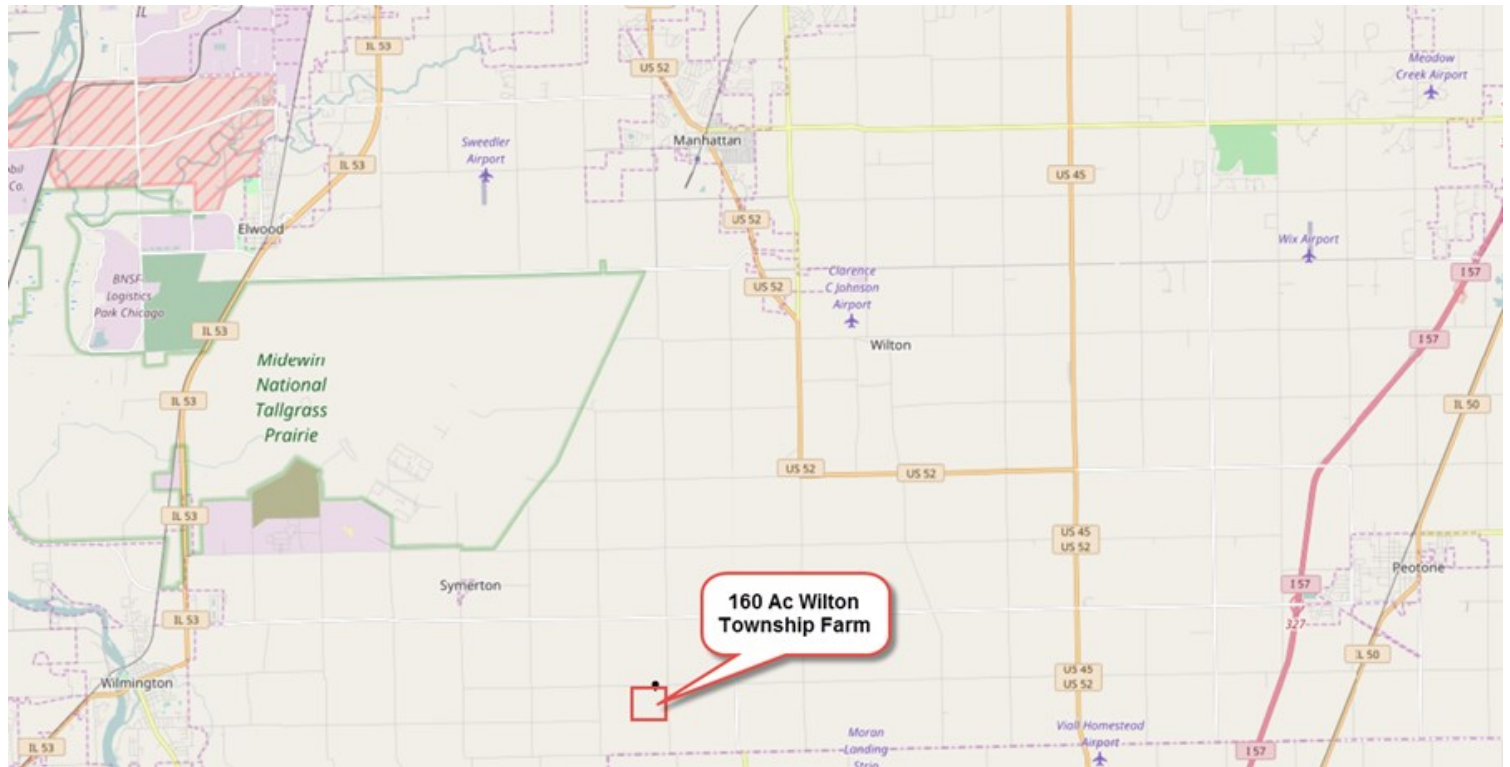 IL
IL 53
US 52
Meadow
Creek Airport
Sweedler
Airport
Manhattan
IL 53
US 45
bil
Co.
US 52
Elwood
Wix Airport
BNSF
Logistics
Park Chicago
Clarence
C Johnson
Airport
US 52
I 57
IL 53
Wilton
I 57
Midewin
National
Tallgrass
Prairie
IL 53
IL 50
US 52
US 52
IL 53
US 45
US 52
Symerton
Peotone
I 57
160 Ac Wilton
Township Farm
IL 53
327
IL 50
Wilmington
US 45
US 52
IL 53
Moran
Landing
Strip
Viall Homestead
Airport
I 57